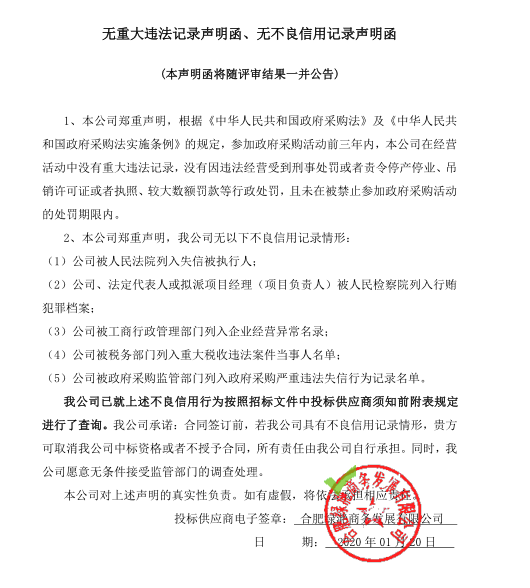 无重大违法记录声明函、无不良信用记录声明函
(本声明函将随评审结果一并公告)
1、本公司郑重声明，根据《中华人民共和国政府采购法》及《中华人民共
和国政府采购法实施条例》的规定，参加政府采购活动前三年内，本公司在经营
活动中没有重大违法记录，没有因违法经营受到刑事处罚或者责令停产停业、吊
销许可证或者执照、较大数额罚款等行政处罚，且未在被禁止参加政府采购活动
的处罚期限内。
2、本公司郑重声明，我公司无以下不良信用记录情形：
（1）公司被人民法院列入失信被执行人；
（2）公司、法定代表人或拟派项目经理（项目负责人）被人民检察院列入行贿
犯罪档案；
（3）公司被工商行政管理部门列入企业经营异常名录；
（4）公司被税务部门列入重大税收违法案件当事人名单；
（5）公司被政府采购监管部门列入政府采购严重违法失信行为记录名单。
我公司已就上述不良信用行为按照招标文件中投标供应商须知前附表规定
进行了查询。我公司承诺：合同签订前，若我公司具有不良信用记录情形，贵方
可取消我公司中标资格或者不授予合同，所有责任由我公司自行承担。同时，我
公司愿意无条件接受监管部门的调查处理。
本公司对上述声明的真实性负责。如有虚假，将依法承担相应责任。
投标供应商电子签章：合肥绿港商务发展有限公司
日 期：2020 年 01 月 20 日